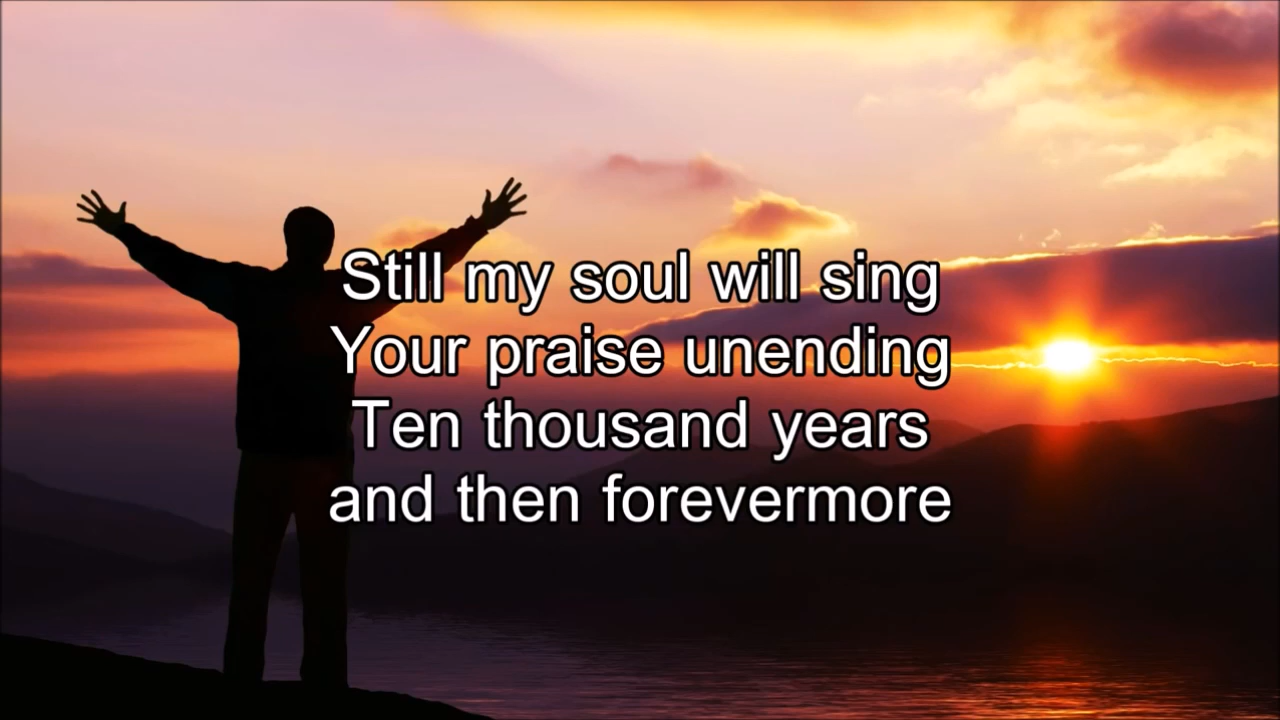 Still my soul will sing
Your praise unending
Ten thousand years
and then forevermore